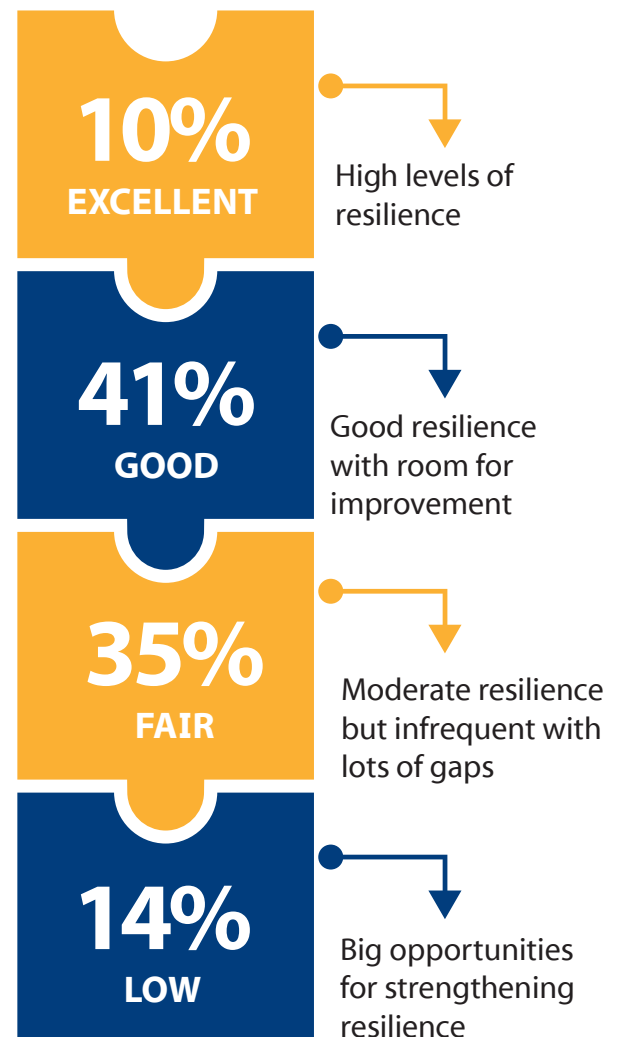 10%
EXCELLENT
High levels of
resilience
41%
GOOD
Good resilience
with room for
improvement
35%
FAIR
Moderate resilience
but infrequent with
lots of gaps
14%
LOW
Big opportunities
for strengthening
resilience